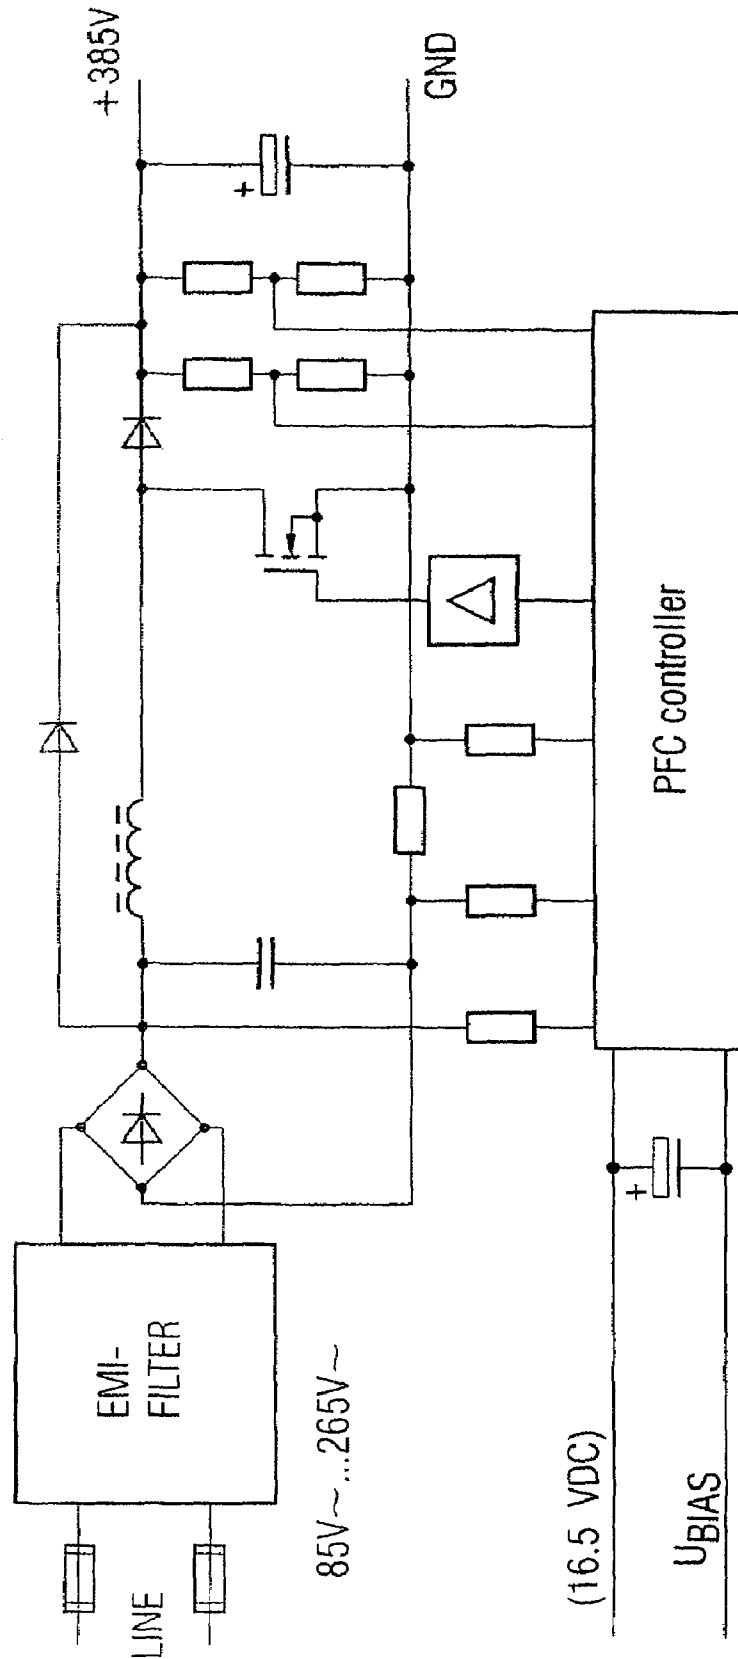 LINE
EMI-
FILTER
85V~...265V~
+385V
GND
+
PFC controller
(16.5 VDC)
+
UBIAS